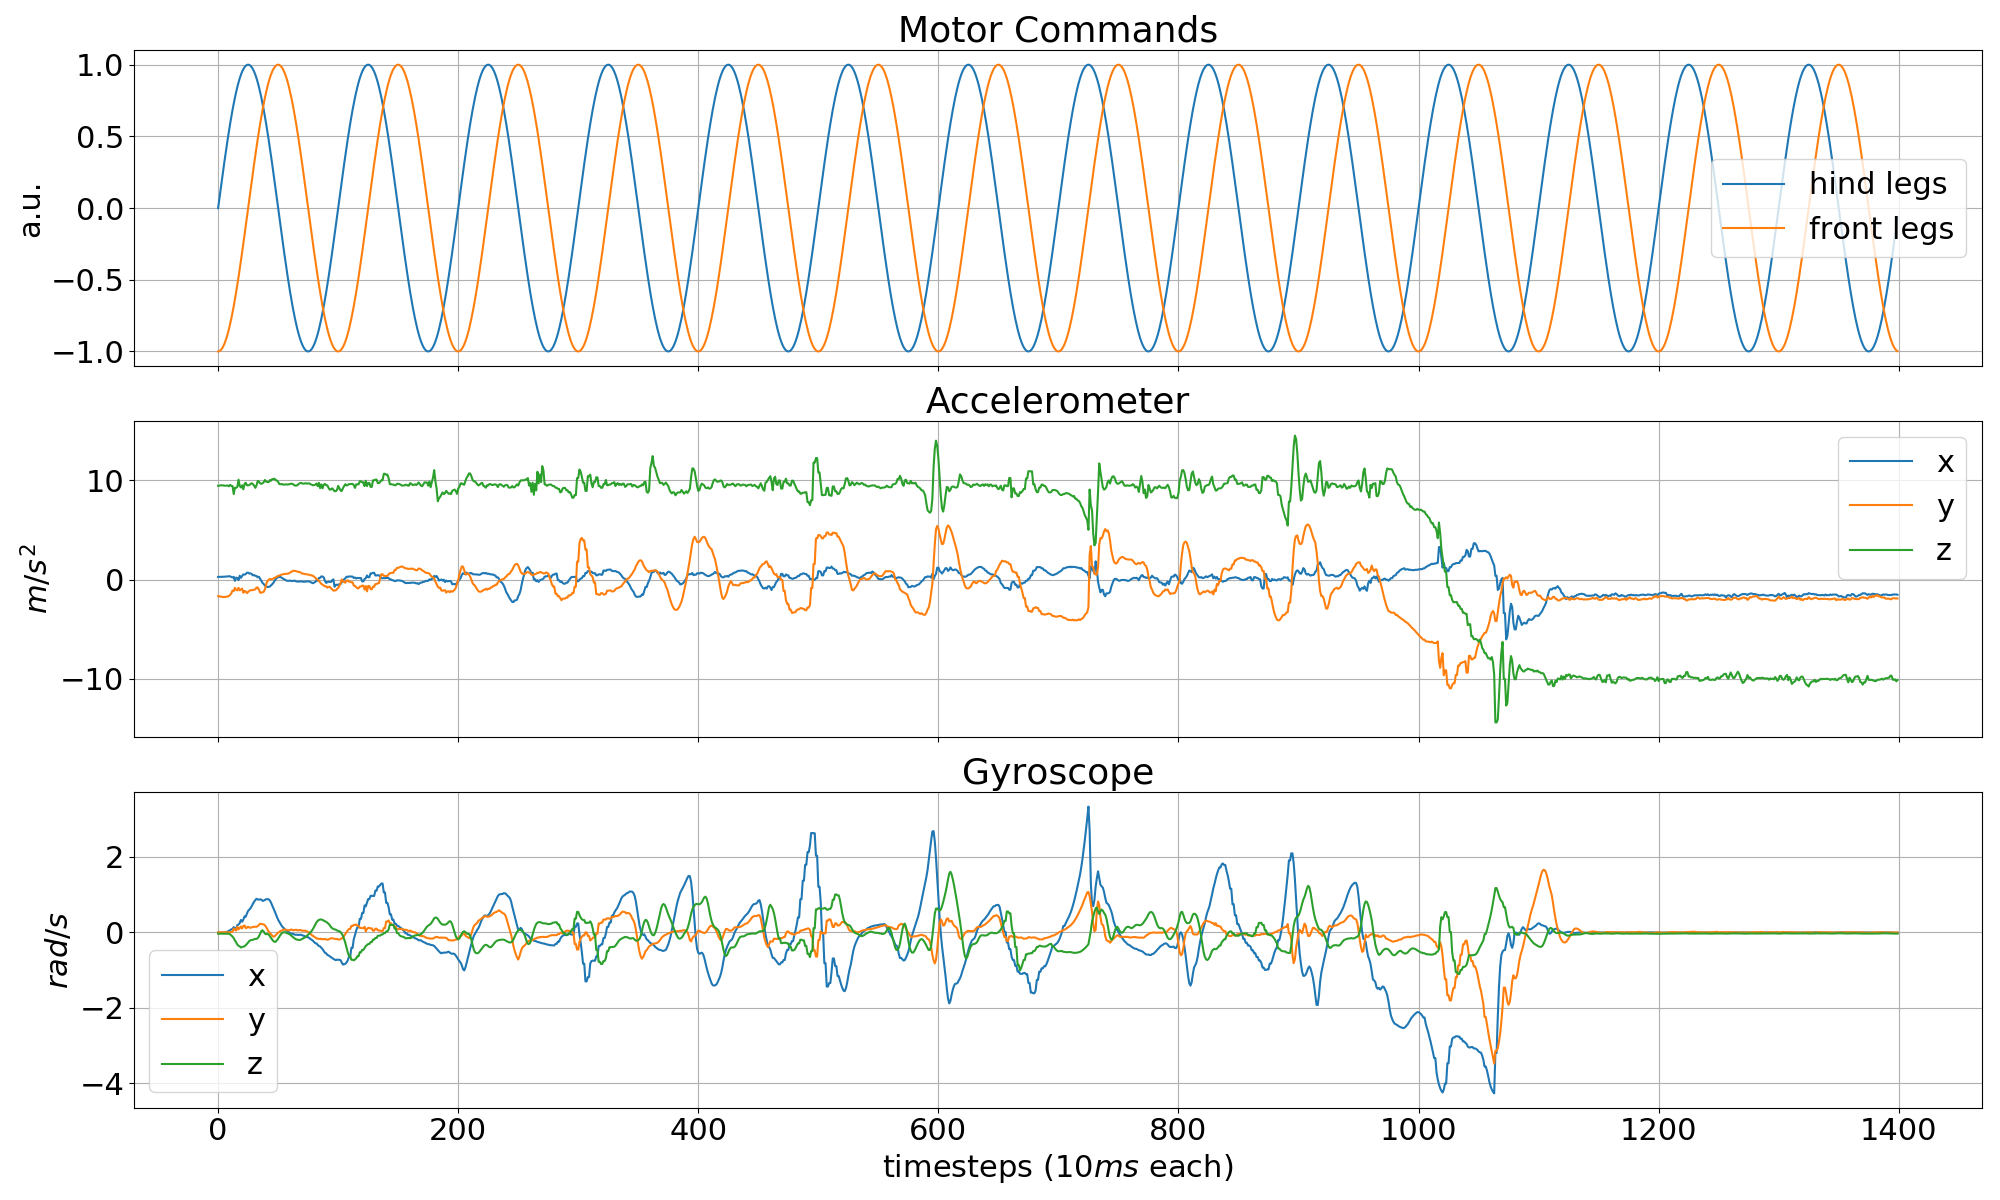 Motor Commands
1.0
0.5
0.0
−0.5
−1.0
a.u.
hind legs
front legs
Accelerometer
10
0
−10
m/s²
x
y
z
Gyroscope
2
0
−2
−4
rad/s
x
y
z
0 200 400 600 800 1000 1200 1400
timesteps (10ms each)